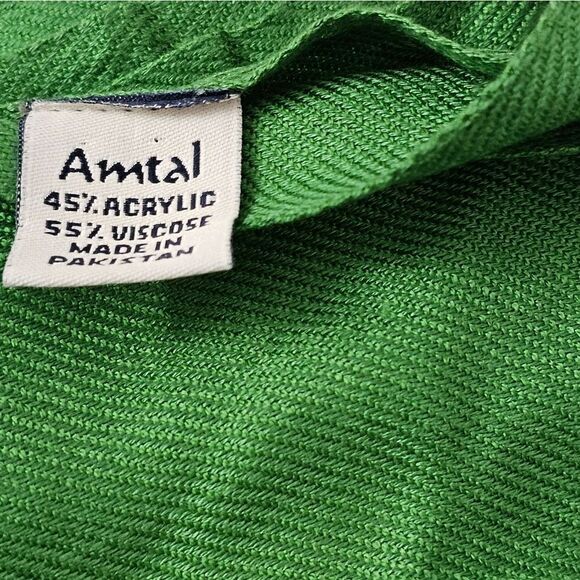 Amtal
45% ACRYLIC
55% VISCOSE
MADE IN
PAKISTAN